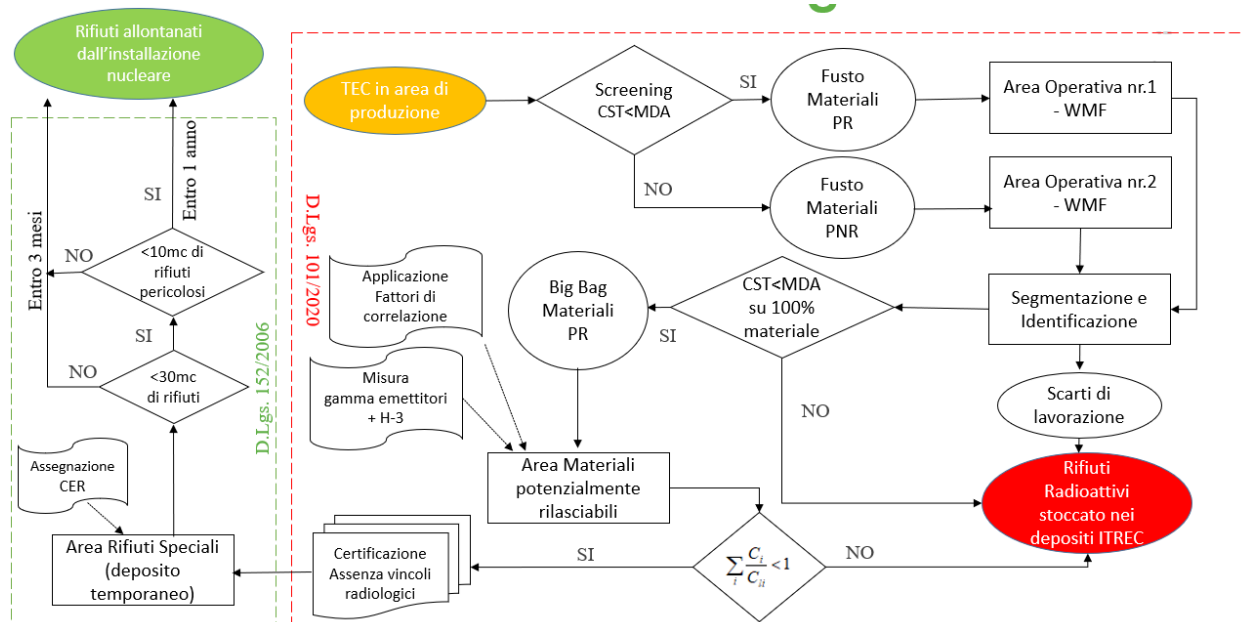 Rifiuti allontanati
dall'installazione
nucleare
TEC in area di
produzione
Screening
CST<MDA
SI
Fusto
Materiali
PR
Area Operativa nr.1
- WMF
NO
Fusto
Materiali
PNR
Area Operativa nr.2
- WMF
D.Lgs. 101/2020
Entro 3 mesi
SI
Entro 1 anno
NO
<10mc di
rifiuti
pericolosi
SI
NO
<30mc
di rifiuti
D.Lgs. 152/2006
Applicazione
Fattori di
correlazione
Misura
gamma emettitori
+ H-3
Big Bag
Materiali
PR
SI
CST<MDA
su 100%
materiale
NO
Segmentazione e
Identificazione
Scarti di
lavorazione
Rifiuti
Radioattivi
stoccato nei
depositi ITREC
Area Materiali
potenzialmente
rilasciabili
Assegnazione
CER
Area Rifiuti Speciali
(deposito
temporaneo)
Certificazione
Assenza vincoli
radiologici
SI
∑i Ci/Cli <1
NO